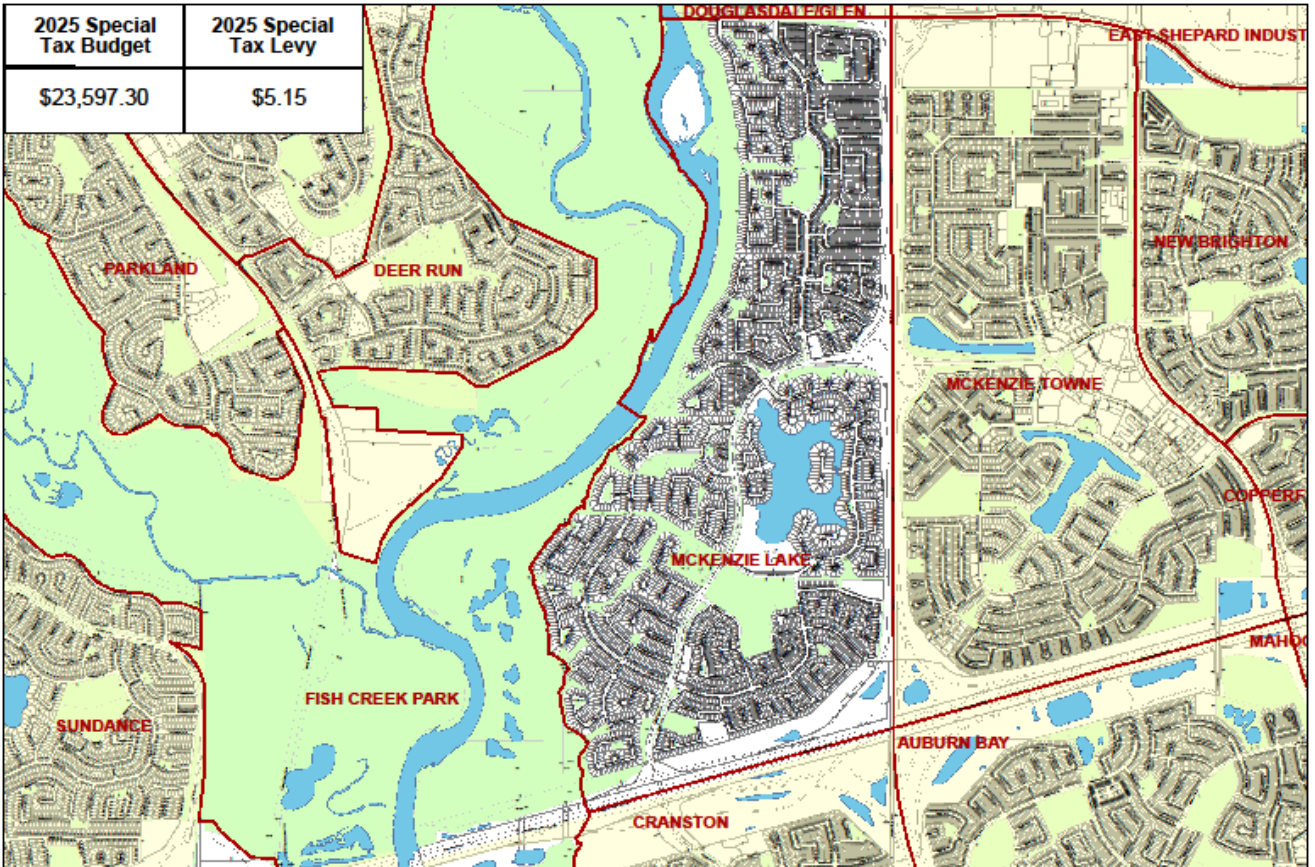 2025 Special
Tax Budget
2025 Special
Tax Levy
$23,597.30
$5.15
DOUGLASDALE/GLEN
EAST SHEPARD INDUST
PARKLAND
DEER RUN
NEW BRIGHTON
MCKENZIE TOWNE
COPPERF
MCKENZIE LAKE
MAHO
FISH CREEK PARK
SUNDANCE
AUBURN BAY
CRANSTON